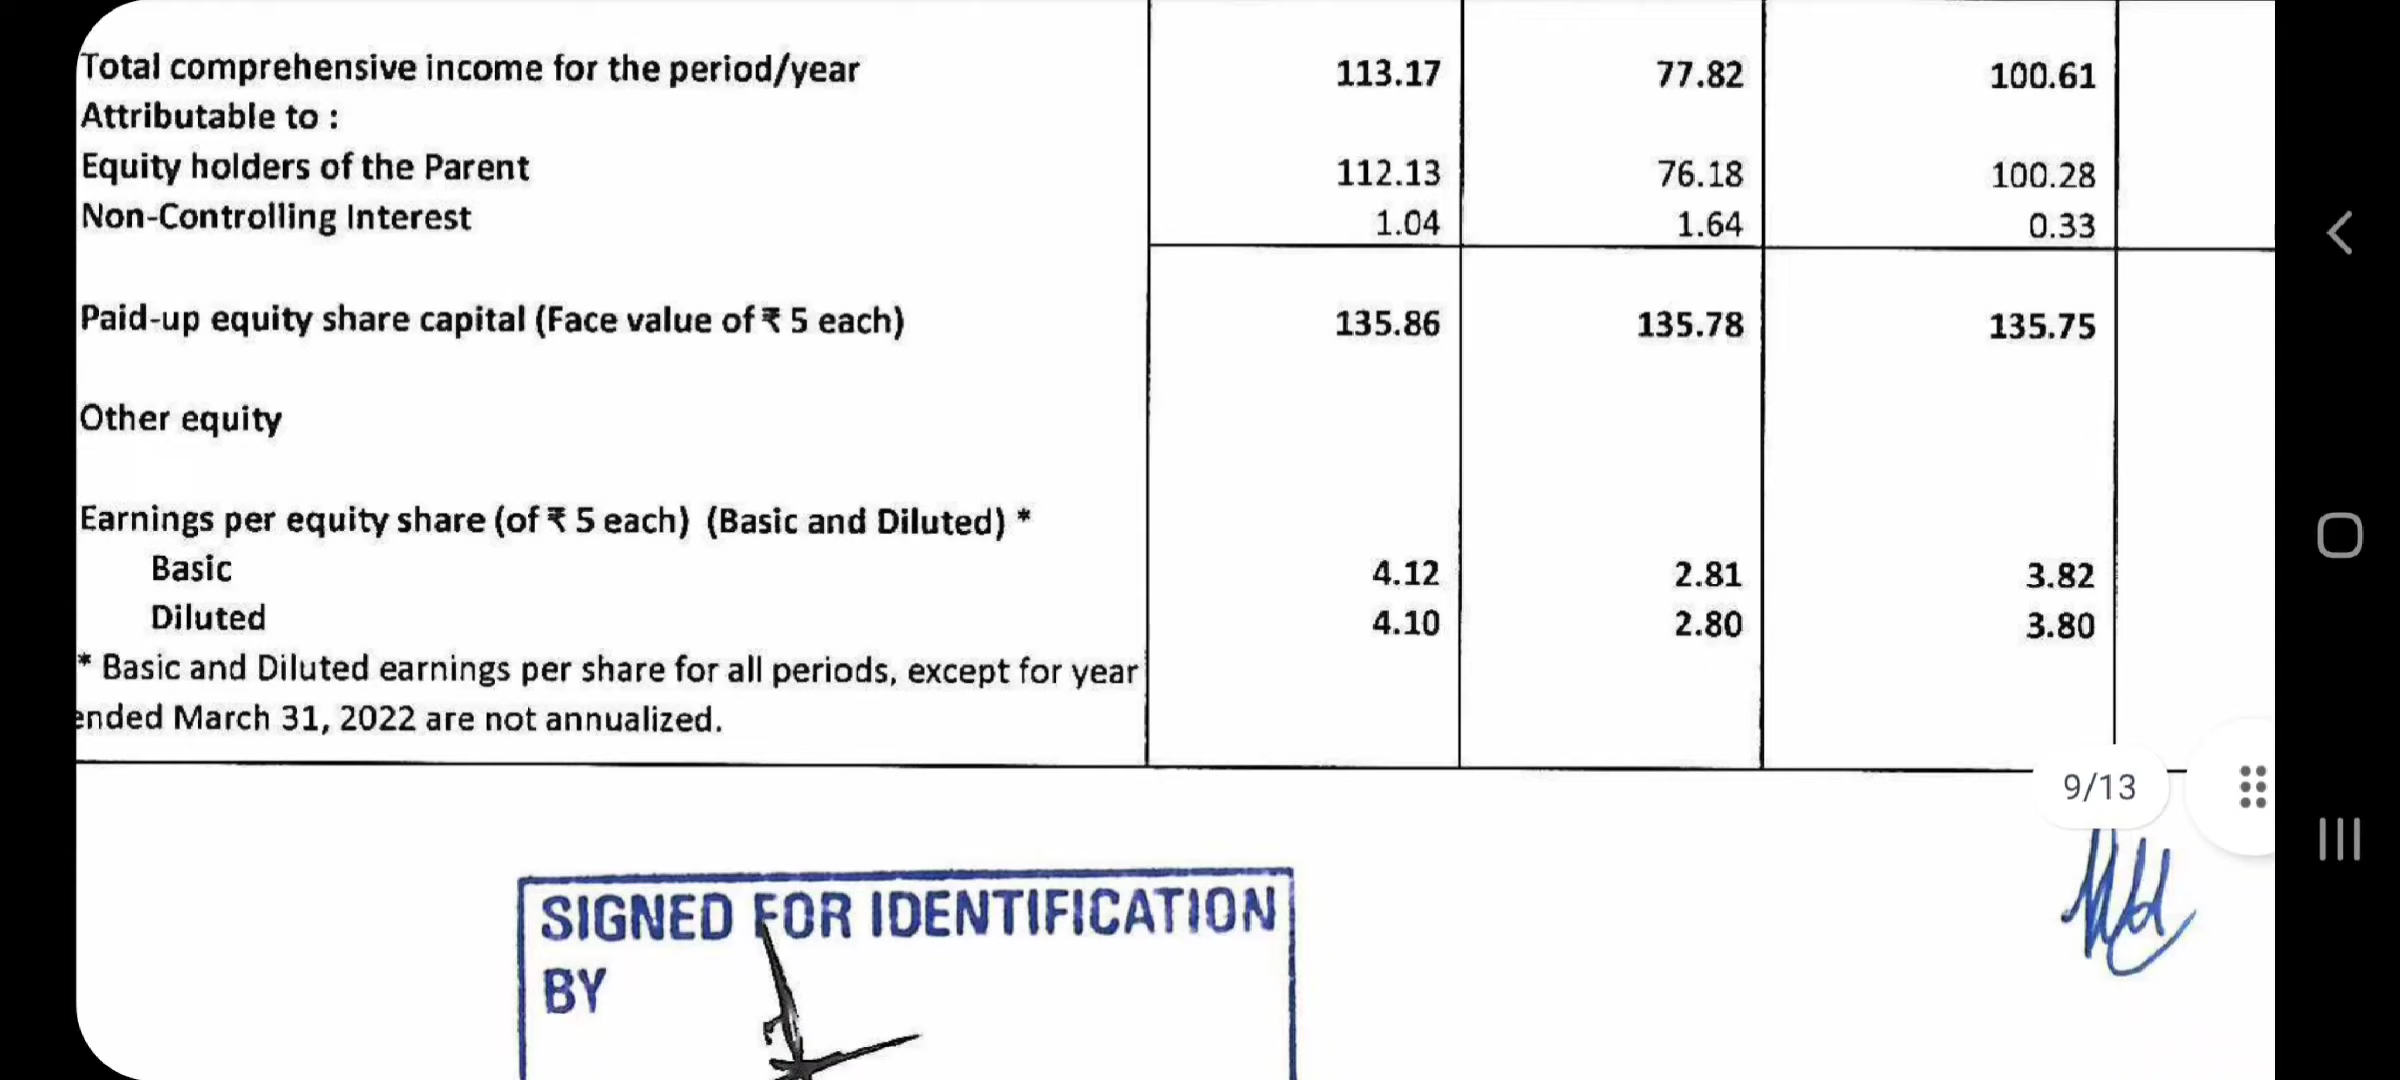 Total comprehensive income for the period/year 113.17 77.82 100.61
Attributable to :
Equity holders of the Parent 112.13 76.18 100.28
Non-Controlling Interest 1.04 1.64 0.33
Paid-up equity share capital (Face value of ₹ 5 each) 135.86 135.78 135.75
Other equity
Earnings per equity share (of ₹ 5 each) (Basic and Diluted) *
Basic 4.12 2.81 3.82
Diluted 4.10 2.80 3.80
* Basic and Diluted earnings per share for all periods, except for year
ended March 31, 2022 are not annualized.
9/13
SIGNED FOR IDENTIFICATION
BY